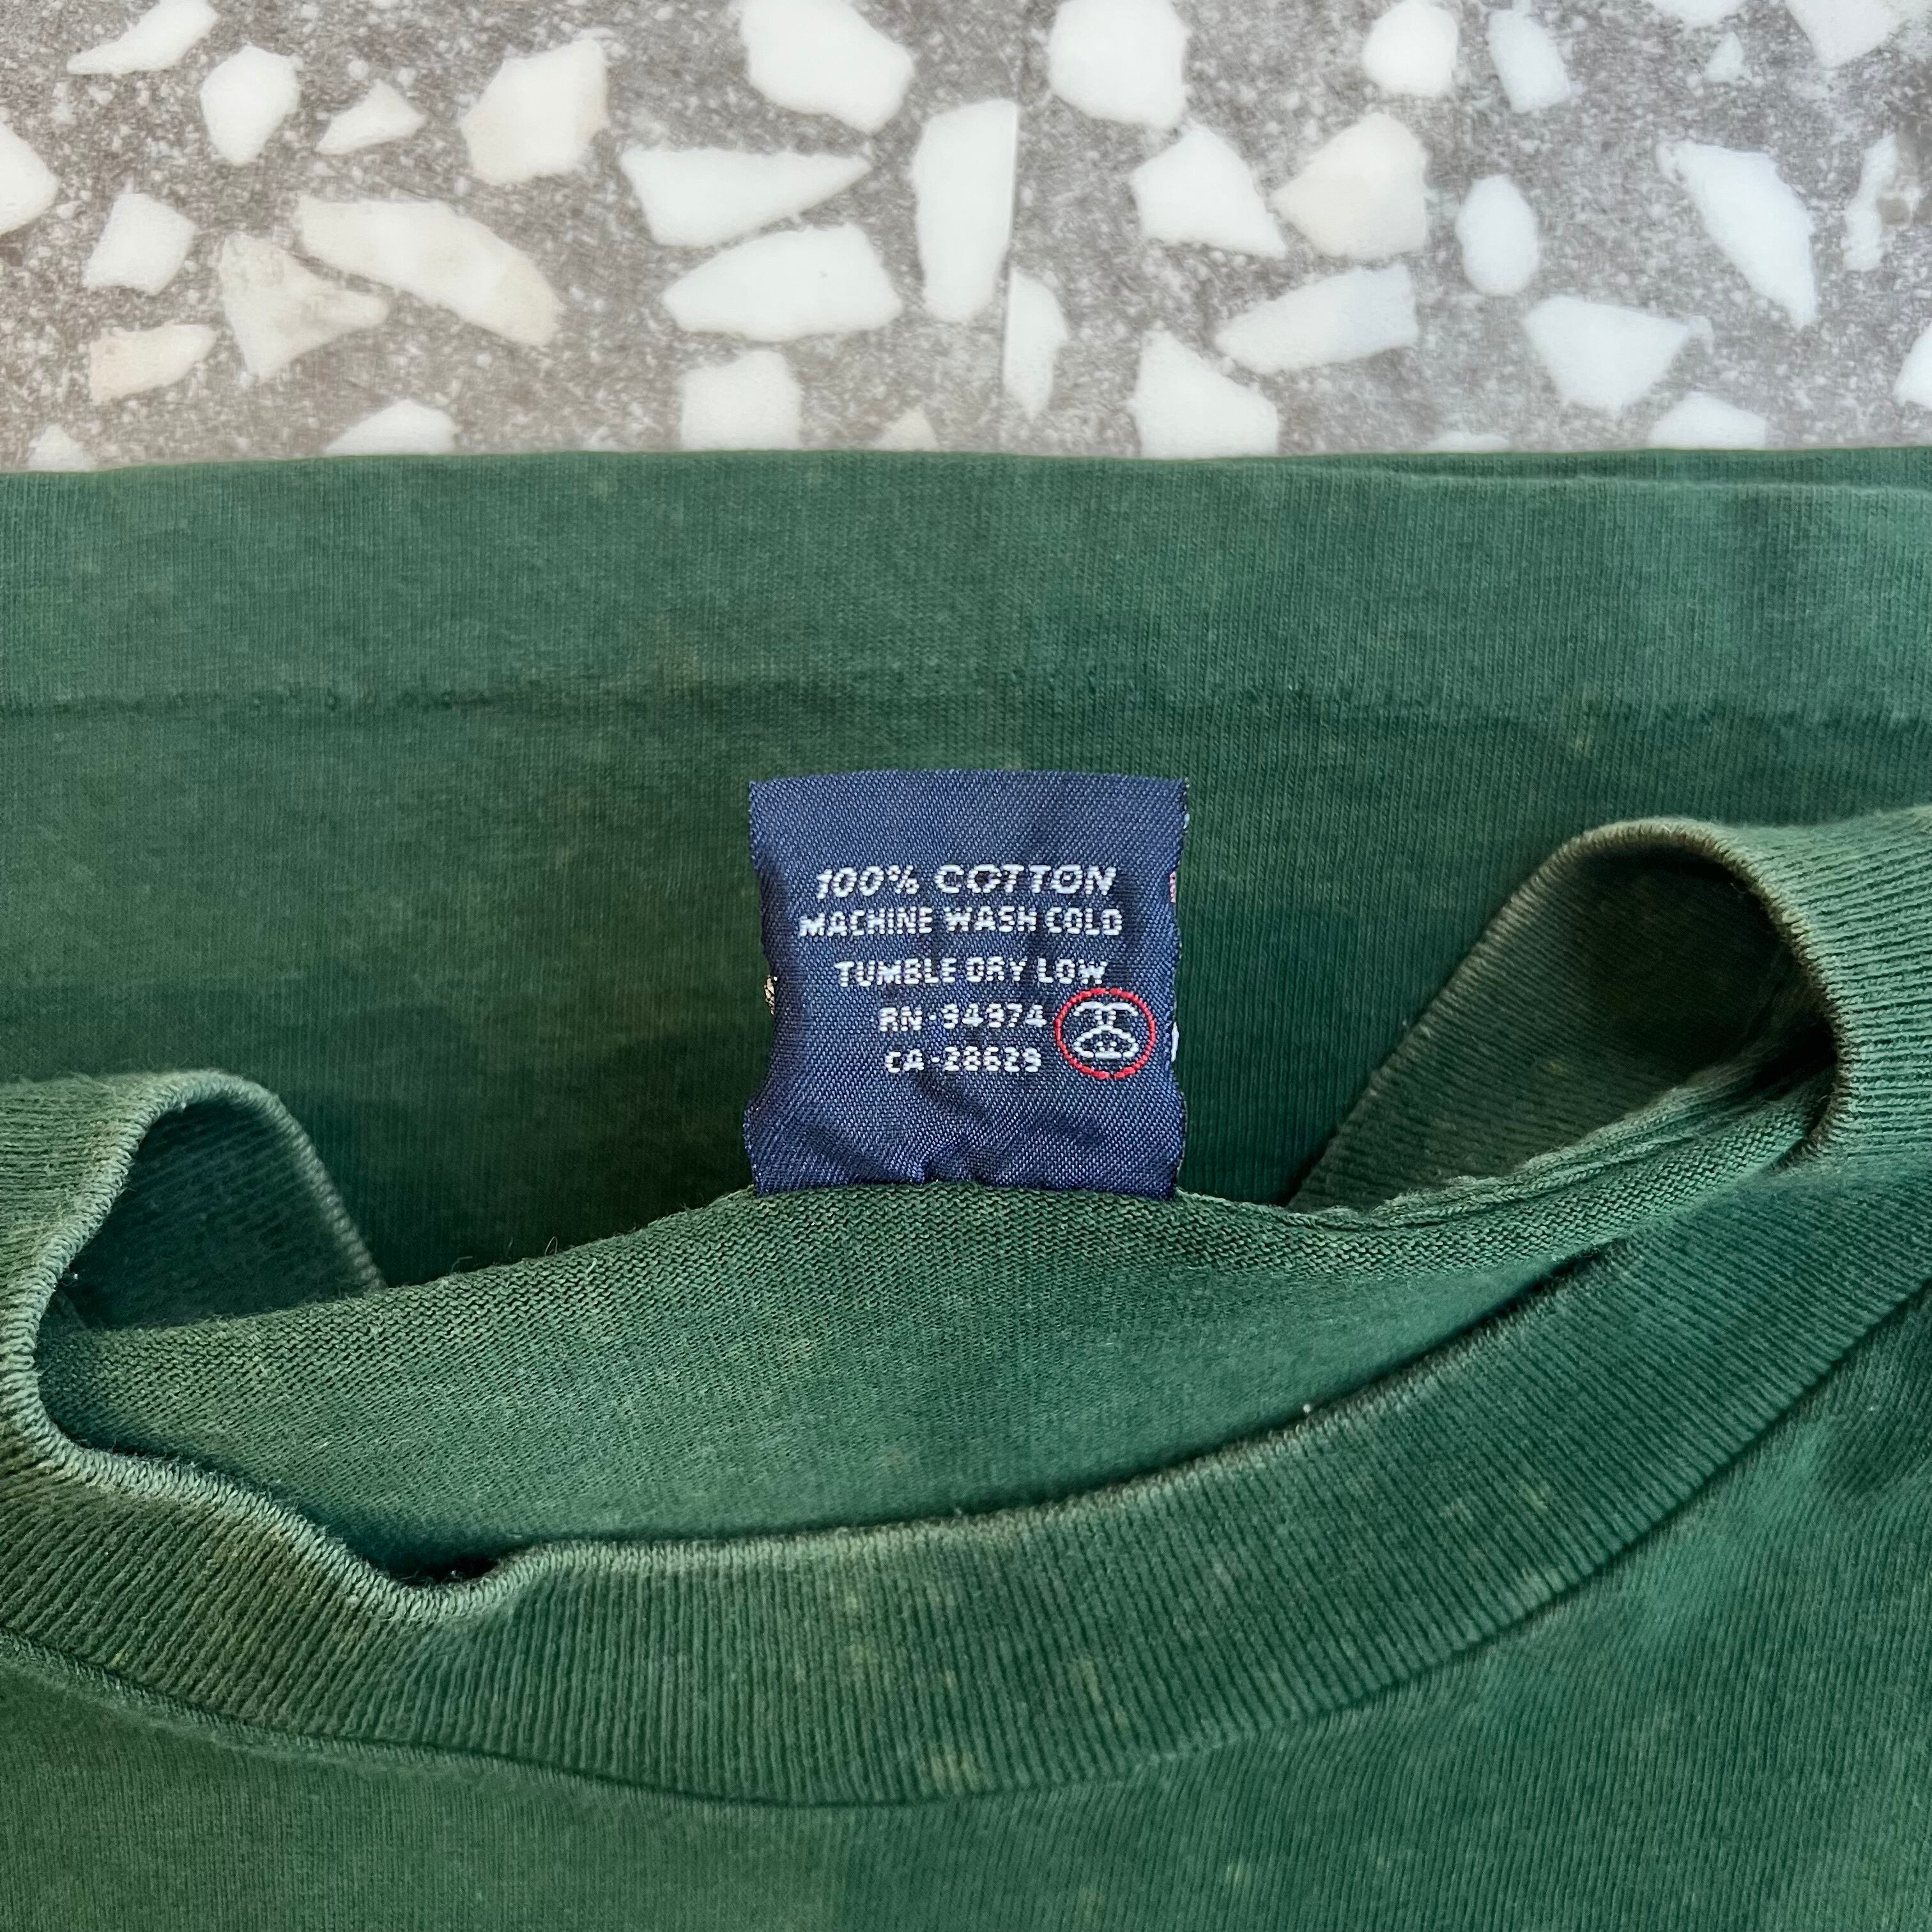 100% COTTON
MACHINE WASH COLD
TUMBLE DRY LOW
RN-94974
CA-28629